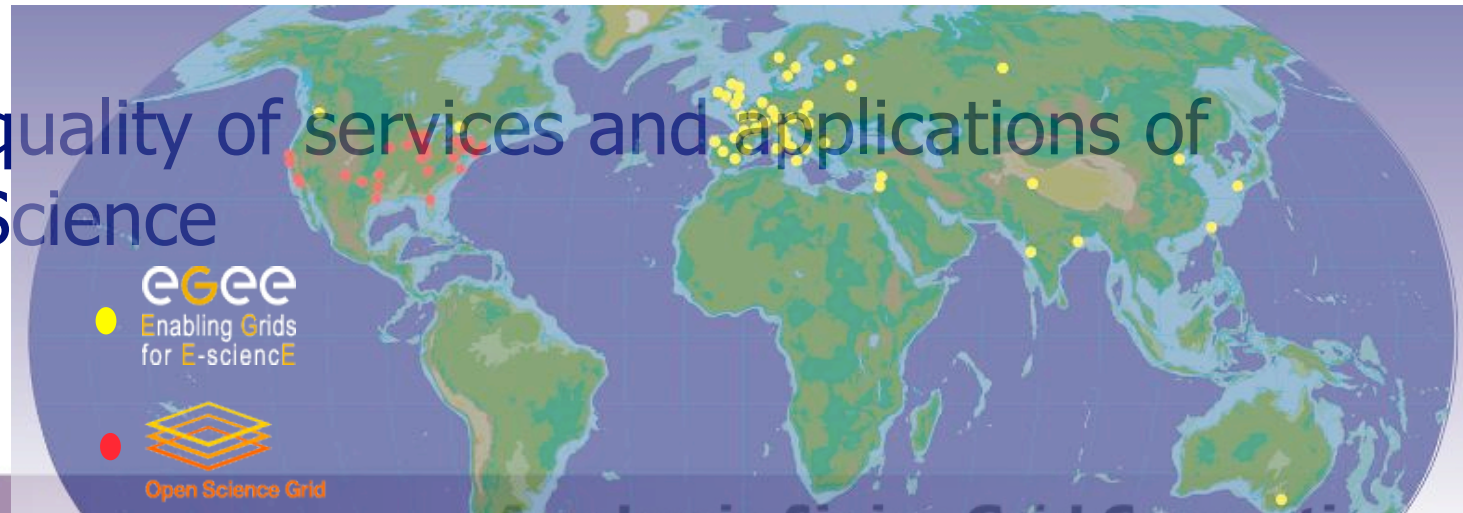 quality of services and applications of
Science
eGee
Enabling Grids
for E-sciencE
Open Science Grid